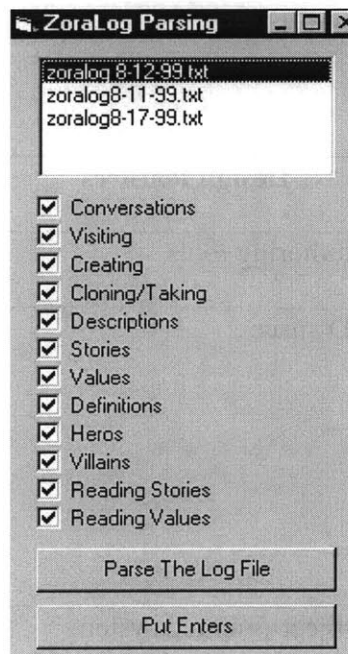 ZoraLog Parsing
zoralog 8-12-99.txt
zoralog8-11-99.txt
zoralog8-17-99.txt
Conversations
Visiting
Creating
Cloning/Taking
Descriptions
Stories
Values
Definitions
Heros
Villains
Reading Stories
Reading Values
Parse The Log File
Put Enters